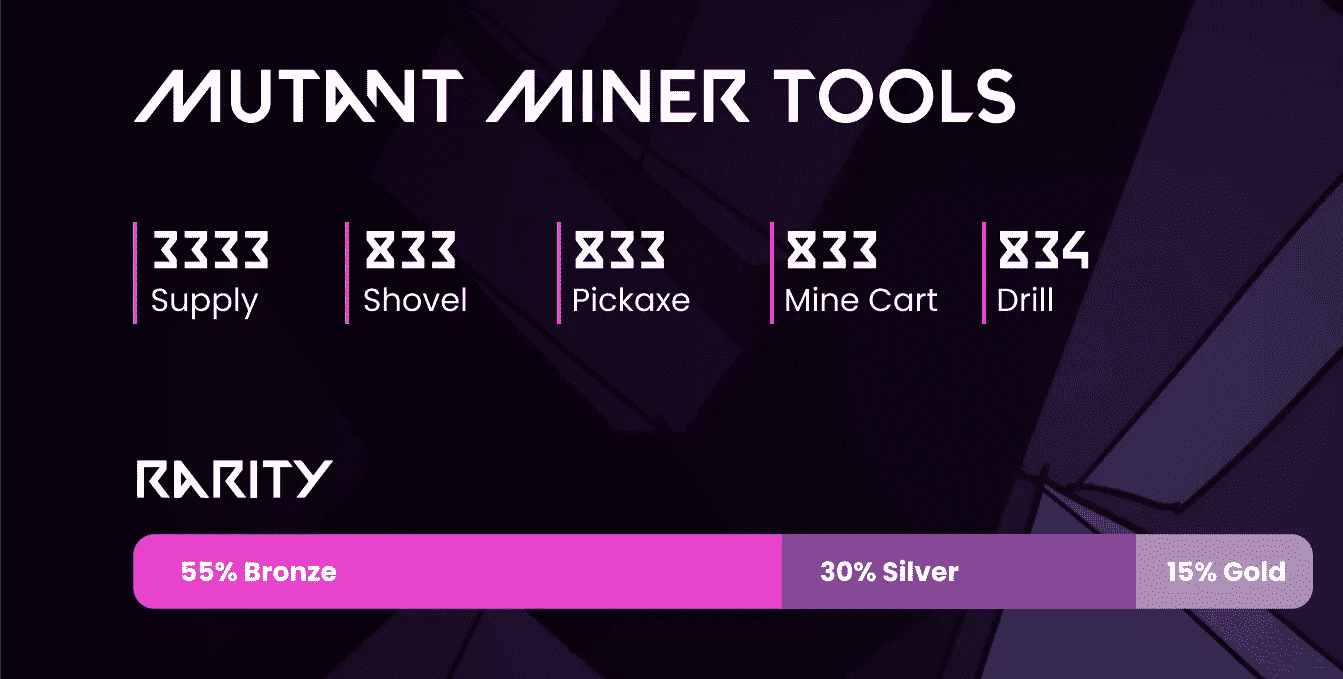 MUTANT MINER TOOLS
3333 833 833 833 834
Supply Shovel Pickaxe Mine Cart Drill
RARITY
55% Bronze 30% Silver 15% Gold